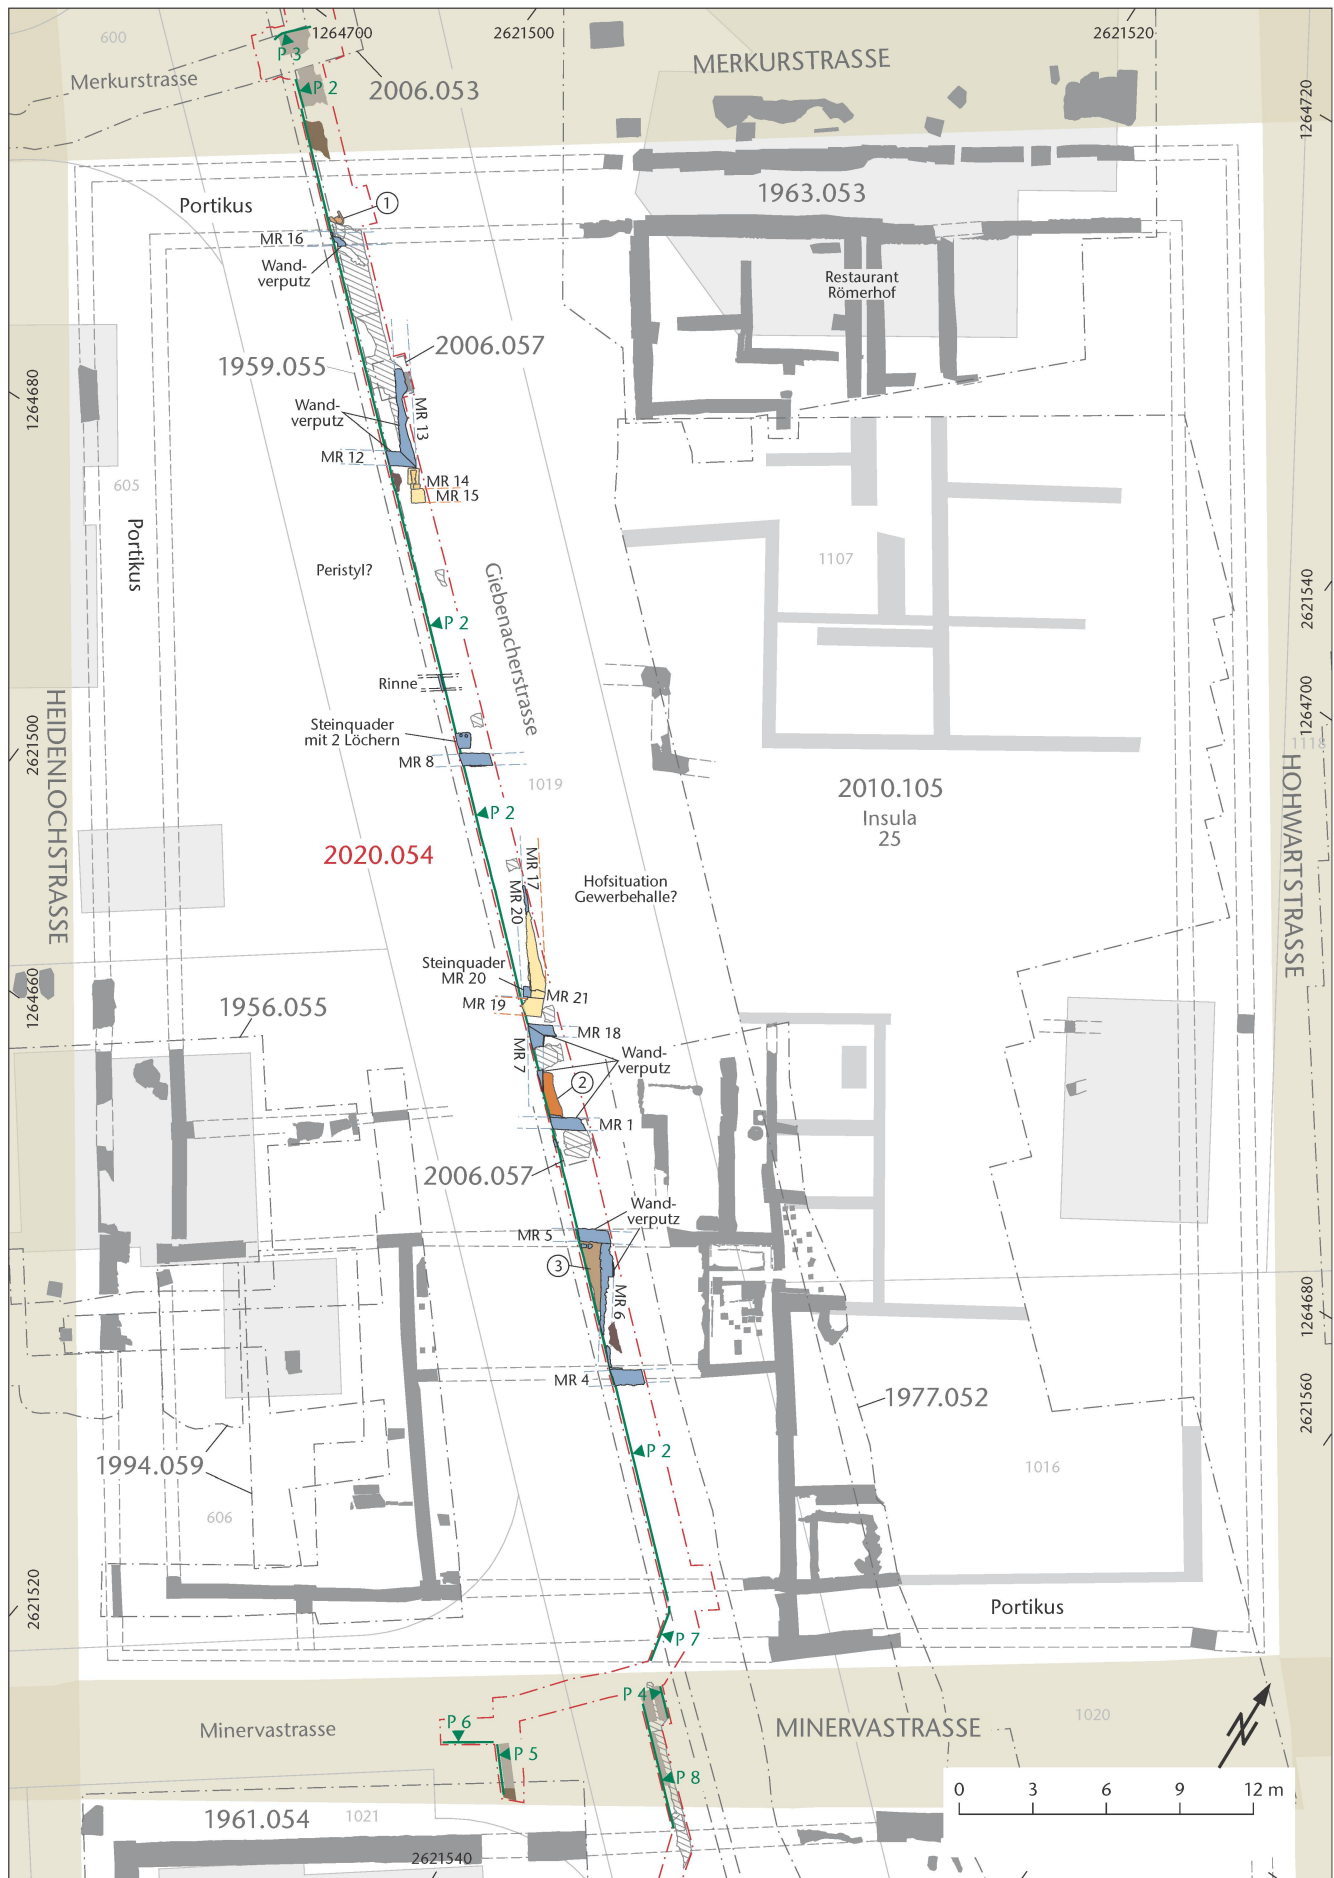 600
1264700
2621500
2621520
P 3
Merkurstrasse
P 2
2006.053
MERKURSTRASSE
1264720
Portikus
1
1963.053
MR 16
Wand-
verputz
Restaurant
Römerhof
2006.057
1959.055
1264680
Wand-
verputz
MR 13
MR 12
MR 14
MR 15
605
Portikus
1107
Peristyl?
Giebenacherstrasse
2621540
P 2
Rinne
HEIDENLOCHSTRASSE
2621500
Steinquader
mit 2 Löchern
MR 8
1264700
1118
1019
2010.105
Insula
25
HOHWARTSTRASSE
P 2
2020.054
MR 17
MR 20
Hofsituation
Gewerbehalle?
Steinquader
MR 20
1264660
1956.055
MR 19
MR 21
MR 18
MR 7
Wand-
verputz
2
MR 1
2006.057
Wand-
verputz
MR 5
3
MR 6
1264680
MR 4
1977.052
2621560
P 2
1994.059
1016
606
2621520
Portikus
P 7
P 4
P 6
Minervastrasse
MINERVASTRASSE
1020
P 5
P 8
0 3 6 9 12 m
1961.054
1021
2621540
N